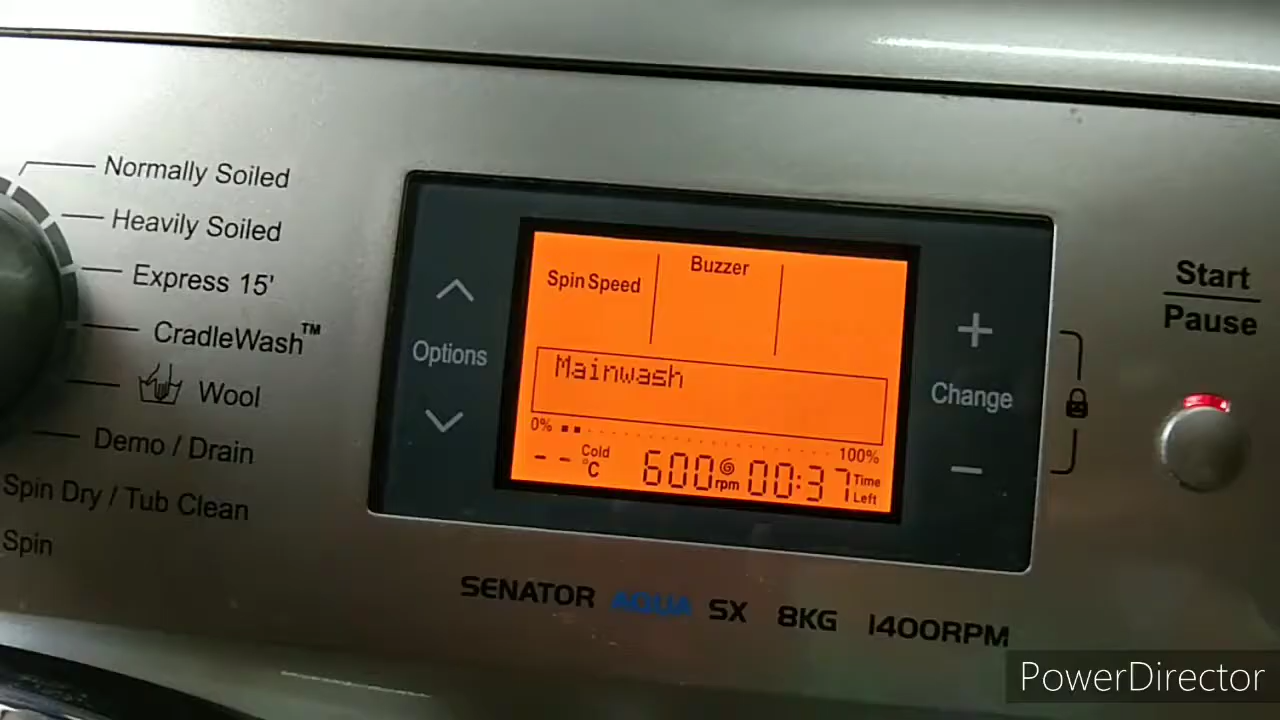 Normally Soiled
Heavily Soiled
Express 15'
CradleWash™
Wool
Demo / Drain
Spin Dry / Tub Clean
Spin
Options
Spin Speed
Buzzer
Mainwash
0%
100%
-- Cold °C 600 rpm 00:37 Time Left
+
Change
−
Start
Pause
SENATOR AQUA SX 8KG 1400RPM
PowerDirector